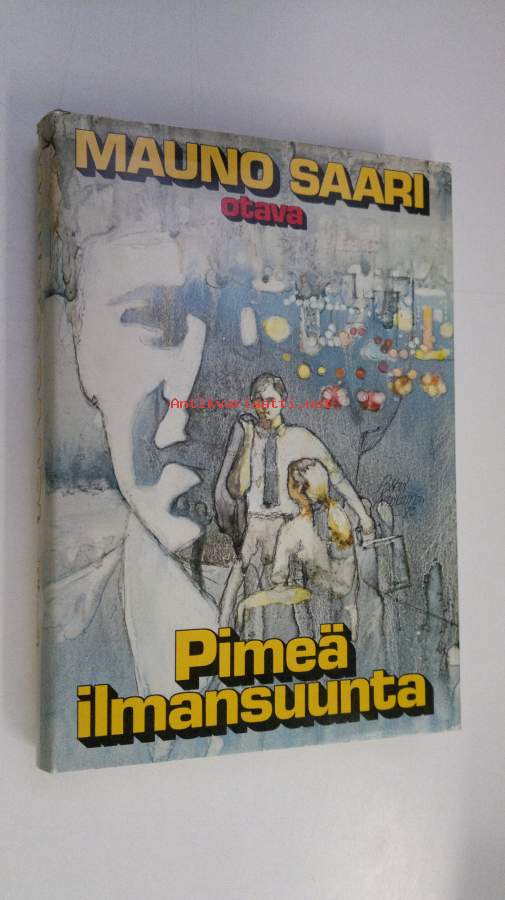 MAUNO SAARI
otava
Antikvariaatti.net
Pimeä
ilmansuunta